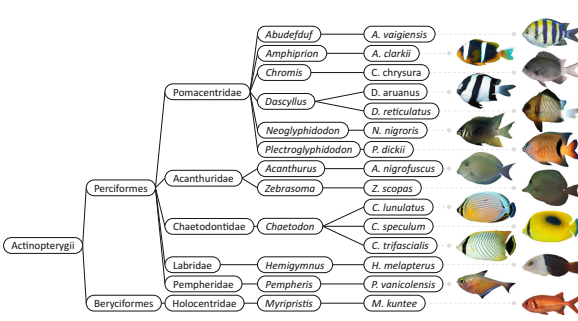 Abudefduf A. vaigiensis
Amphiprion A. clarkii
Chromis C. chrysura
Pomacentridae D. aruanus
Dascyllus
D. reticulatus
Neoglyphidodon N. nigroris
Plectroglyphidodon P. dickii
Acanthurus A. nigrofuscus
Acanthuridae
Perciformes Zebrasoma Z. scopas
C. lunulatus
Chaetodontidae Chaetodon C. speculum
Actinopterygii C. trifascialis
Labridae Hemigymnus H. melapterus
Pempheridae Pempheris P. vanicolensis
Beryciformes Holocentridae Myripristis M. kuntee